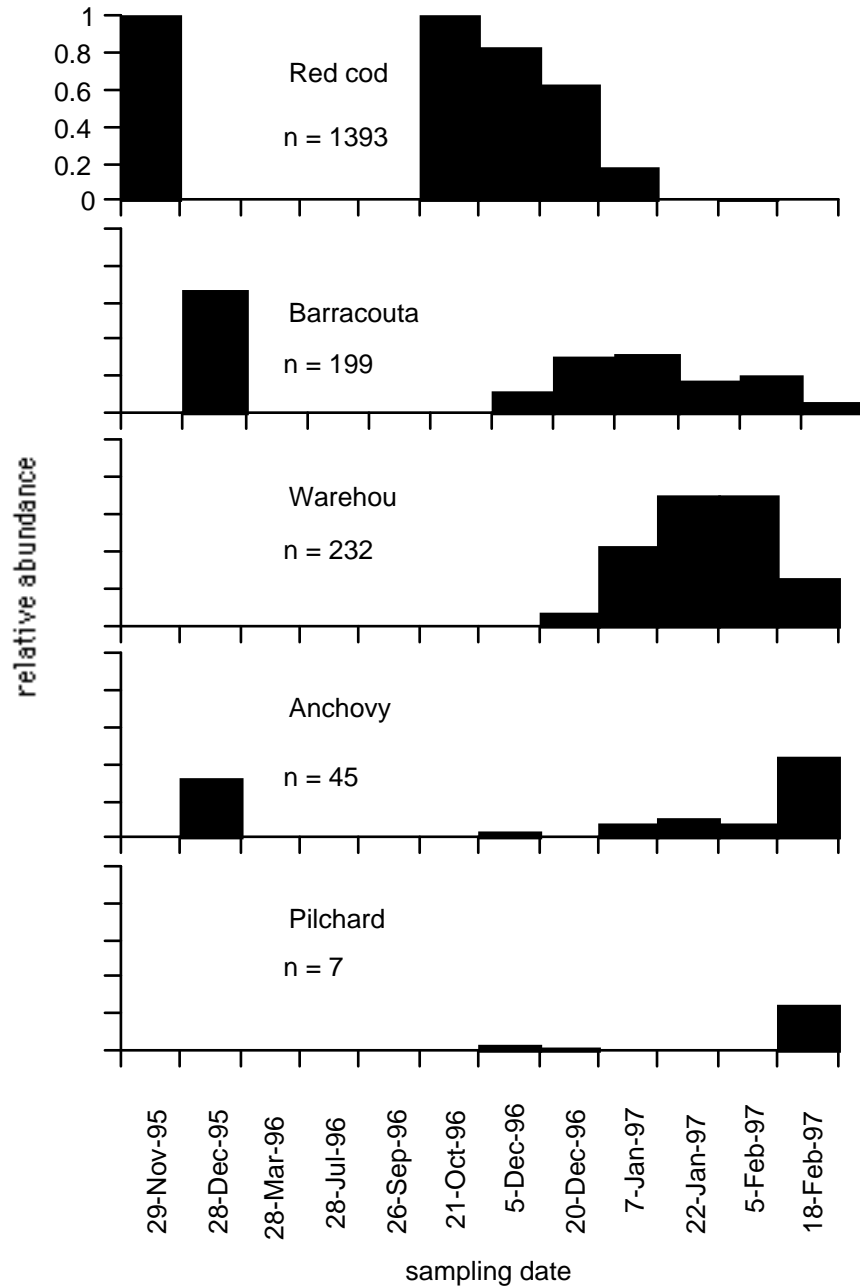 1
0.8
0.6
0.4
0.2
0
Red cod
n = 1393
Barracouta
n = 199
Warehou
n = 232
Anchovy
n = 45
Pilchard
n = 7
relative abundance
29-Nov-95
28-Dec-95
28-Mar-96
28-Jul-96
26-Sep-96
21-Oct-96
5-Dec-96
20-Dec-96
7-Jan-97
22-Jan-97
5-Feb-97
18-Feb-97
sampling date